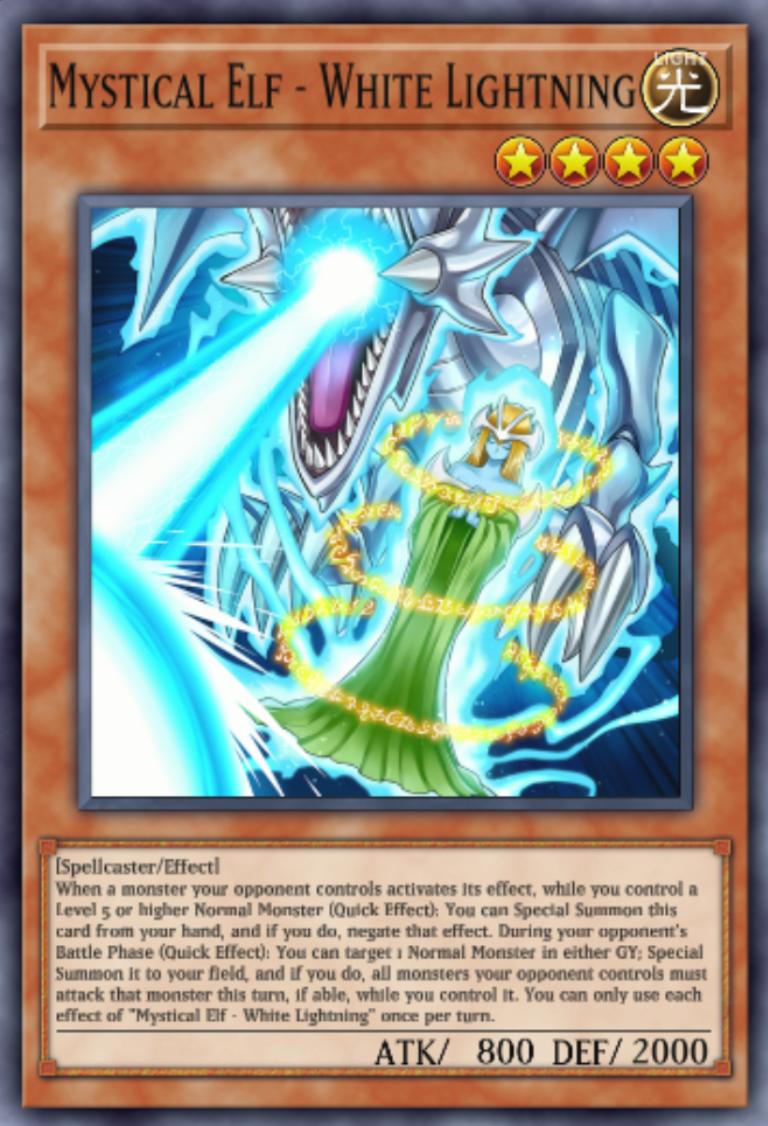 Mystical Elf - White Lightning
LIGHT
光
[Spellcaster/Effect]
When a monster your opponent controls activates its effect, while you control a
Level 5 or higher Normal Monster (Quick Effect): You can Special Summon this
card from your hand, and if you do, negate that effect. During your opponent's
Battle Phase (Quick Effect): You can target 1 Normal Monster in either GY; Special
Summon it to your field, and if you do, all monsters your opponent controls must
attack that monster this turn, if able, while you control it. You can only use each
effect of "Mystical Elf - White Lightning" once per turn.
ATK/ 800 DEF/ 2000